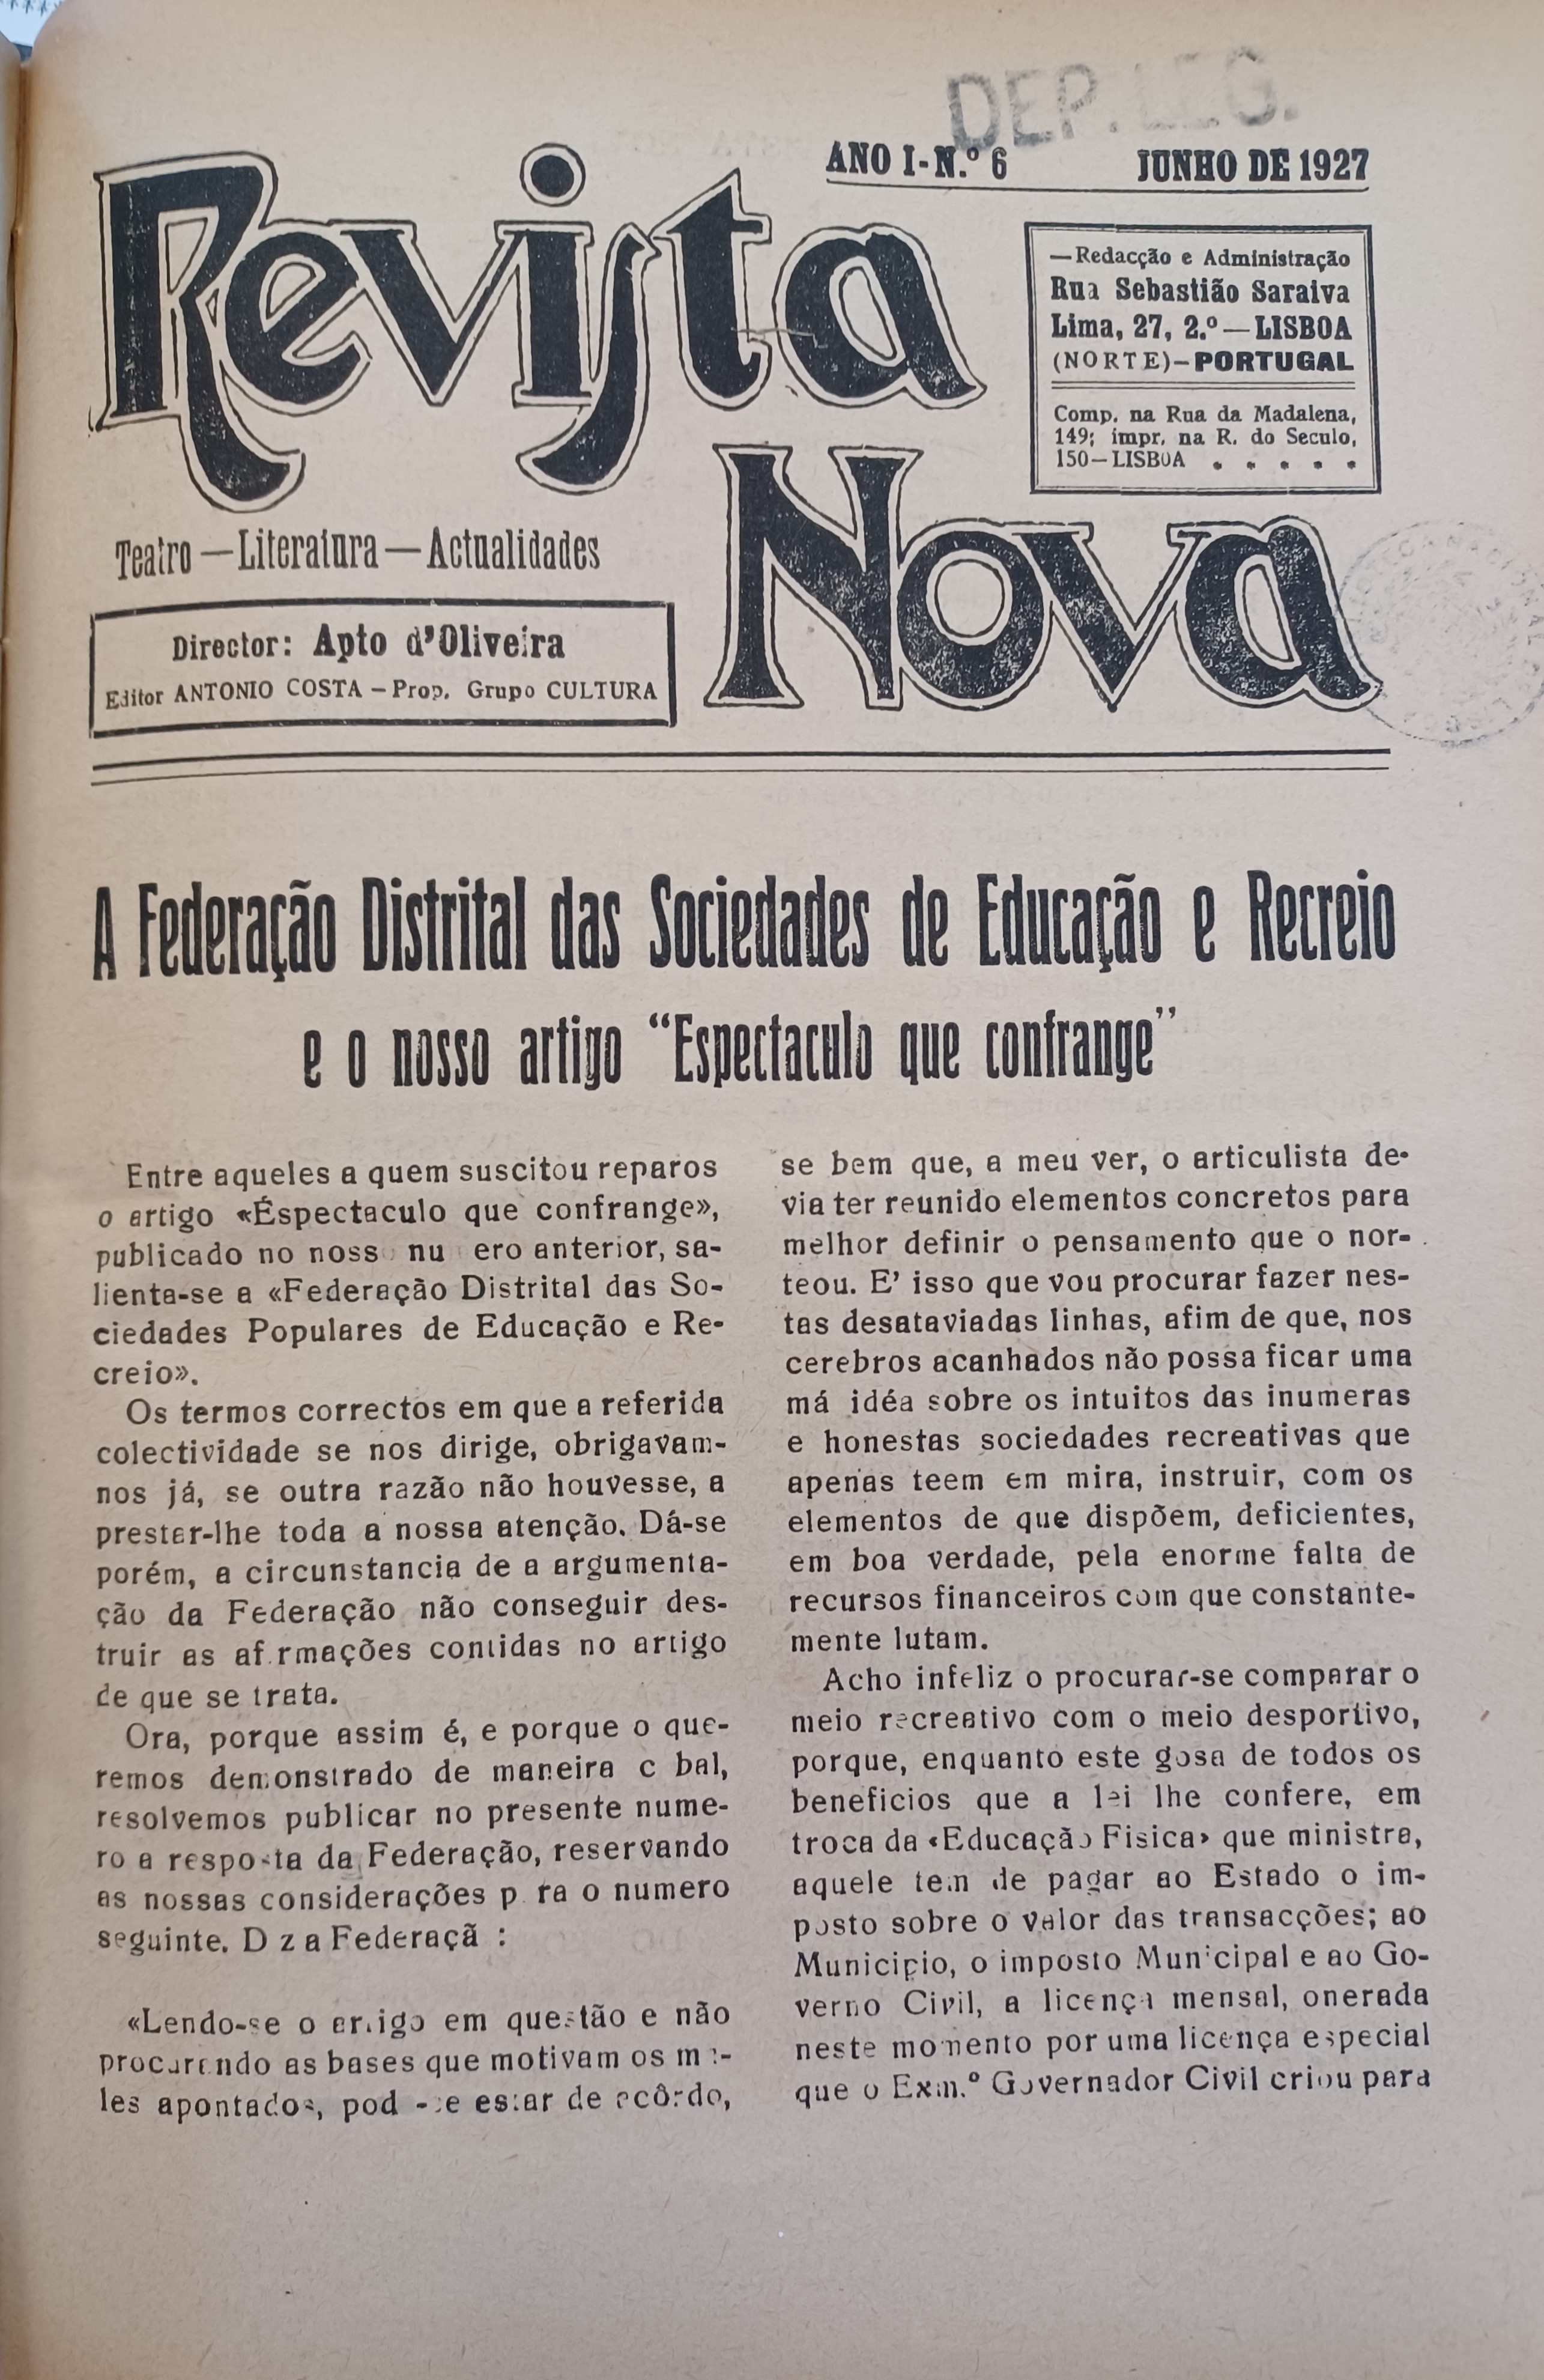 DEP. LEG.
ANO I-N.º 6 JUNHO DE 1927
Revista
Nova
—Redacção e Administração
Rua Sebastião Saraiva
Lima, 27, 2.º—LISBOA
(NORTE)—PORTUGAL
Comp. na Rua da Madalena,
149; impr. na R. do Seculo,
150—LISBOA . . . . .
Teatro—Literatura—Actualidades
Director: Apto d'Oliveira
Editor ANTONIO COSTA — Prop. Grupo CULTURA
A Federação Distrital das Sociedades de Educação e Recreio
e o nosso artigo “Espectaculo que confrange”
Entre aqueles a quem suscitou reparos
o artigo «Éspectaculo que confrange»,
publicado no noss nu ero anterior, sa-
lienta-se a «Federação Distrital das So-
ciedades Populares de Educação e Re-
creio».
Os termos correctos em que a referida
colectividade se nos dirige, obrigavam-
nos já, se outra razão não houvesse, a
prestar-lhe toda a nossa atenção. Dá-se
porém, a circunstancia de a argumenta-
ção da Federação não conseguir des-
truir as af rmações contidas no artigo
de que se trata.
Ora, porque assim é, e porque o que-
remos demonstrado de maneira c bal,
resolvemos publicar no presente nume-
ro a resposta da Federação, reservando
as nossas considerações p ra o numero
seguinte. D z a Federaçã :
«Lendo-se o artigo em questão e não
procurando as bases que motivam os m -
les apontados, pod -se estar de acôrdo,
se bem que, a meu ver, o articulista de-
via ter reunido elementos concretos para
melhor definir o pensamento que o nor-
teou. E' isso que vou procurar fazer nes-
tas desataviadas linhas, afim de que, nos
cerebros acanhados não possa ficar uma
má idéa sobre os intuitos das inumeras
e honestas sociedades recreativas que
apenas teem em mira, instruir, com os
elementos de que dispõem, deficientes,
em boa verdade, pela enorme falta de
recursos financeiros com que constante-
mente lutam.
Acho infeliz o procurar-se comparar o
meio recreativo com o meio desportivo,
porque, enquanto este gosa de todos os
beneficios que a lei lhe confere, em
troca da «Educação Fisica» que ministra,
aquele tem de pagar ao Estado o im-
posto sobre o valor das transacções; ao
Municipio, o imposto Municipal e ao Go-
verno Civil, a licença mensal, onerada
neste momento por uma licença especial
que o Exm.º Governador Civil criou para